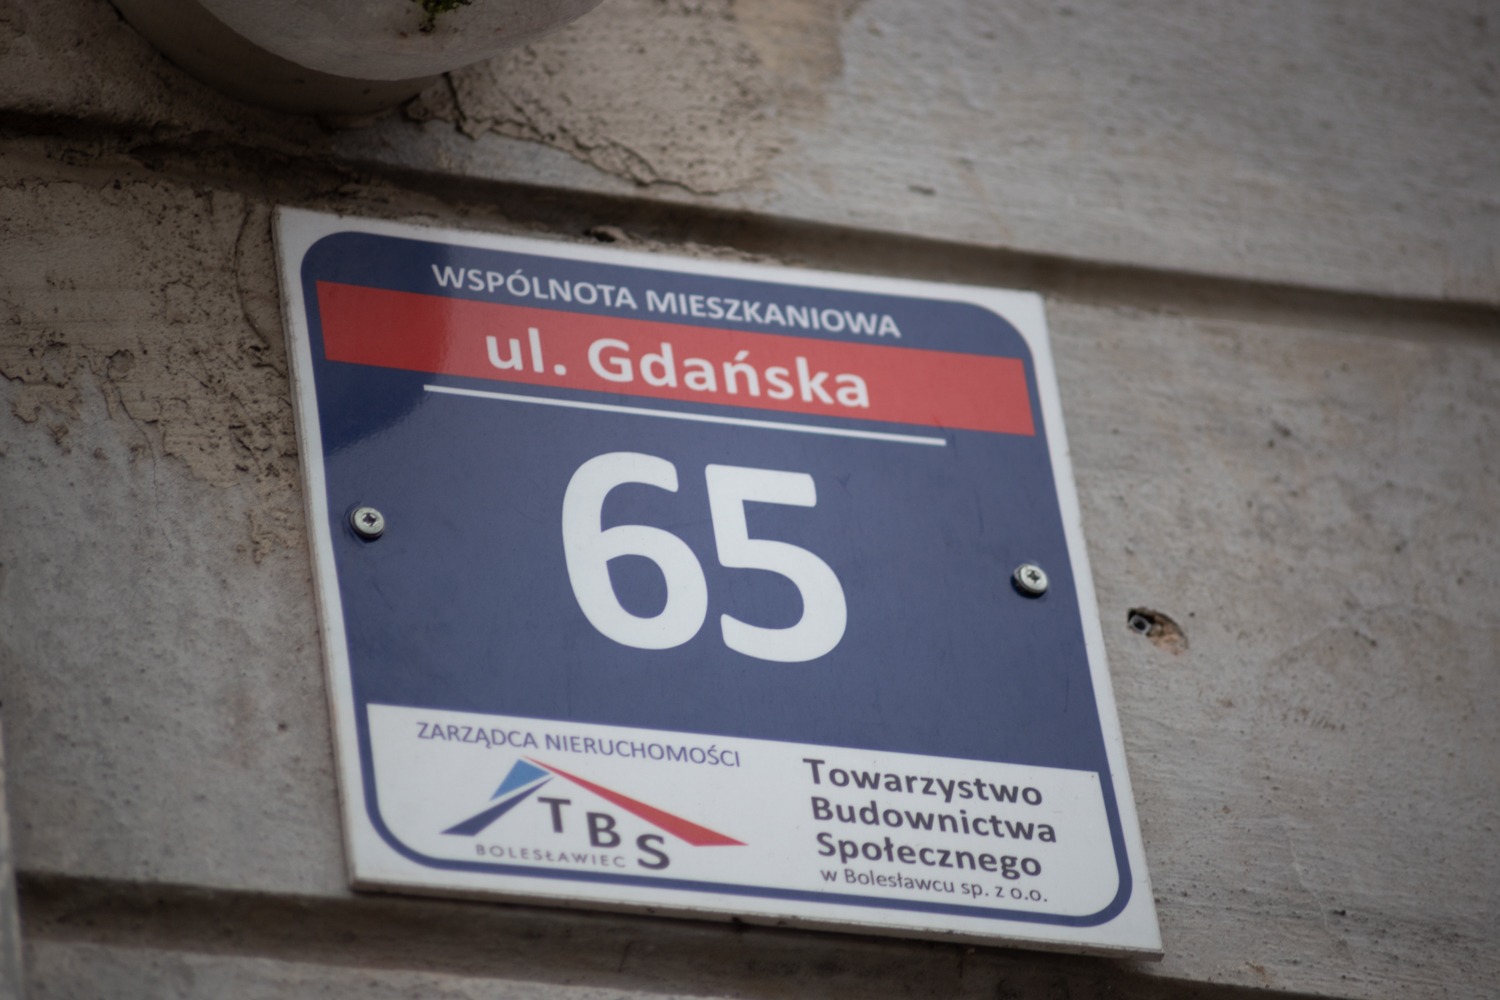 WSPÓLNOTA MIESZKANIOWA
ul. Gdańska
65
ZARZĄDCA NIERUCHOMOŚCI
TBS
BOLESŁAWIEC
Towarzystwo
Budownictwa
Społecznego
w Bolesławcu sp. z o.o.